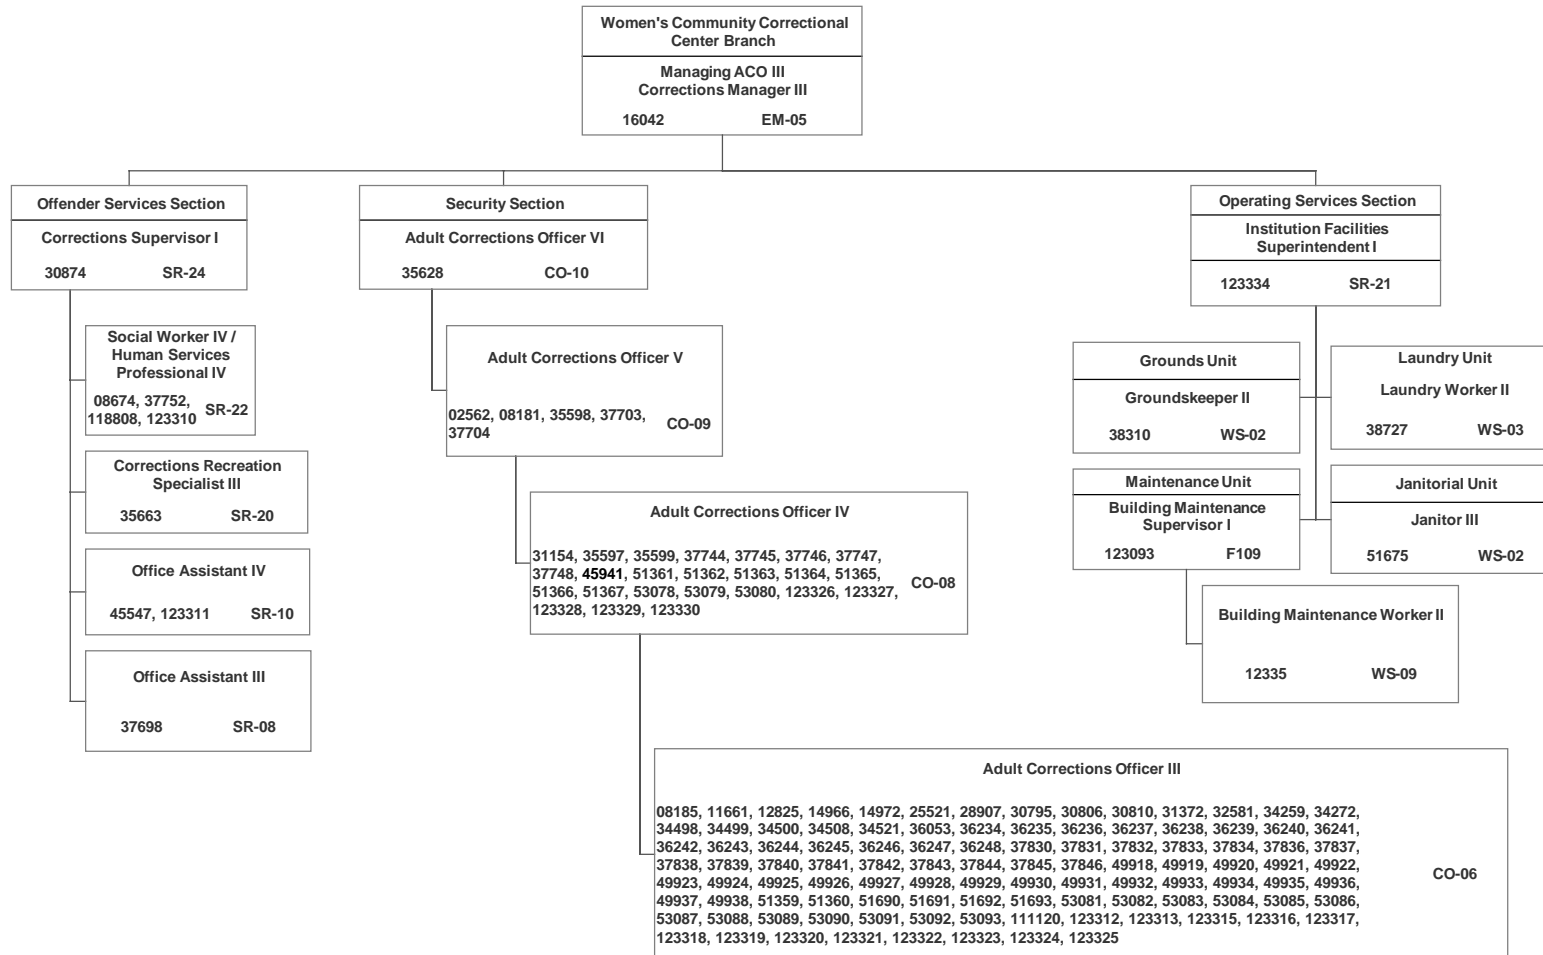 Women's Community Correctional
Center Branch
Managing ACO III
Corrections Manager III
16042 EM-05
Offender Services Section
Corrections Supervisor I
30874 SR-24
Social Worker IV /
Human Services
Professional IV
08674, 37752,
118808, 123310 SR-22
Corrections Recreation
Specialist III
35663 SR-20
Office Assistant IV
45547, 123311 SR-10
Office Assistant III
37698 SR-08
Security Section
Adult Corrections Officer VI
35628 CO-10
Adult Corrections Officer V
02562, 08181, 35598, 37703,
37704 CO-09
Adult Corrections Officer IV
31154, 35597, 35599, 37744, 37745, 37746, 37747,
37748, 45941, 51361, 51362, 51363, 51364, 51365,
51366, 51367, 53078, 53079, 53080, 123326, 123327,
123328, 123329, 123330
CO-08
Adult Corrections Officer III
08185, 11661, 12825, 14966, 14972, 25521, 28907, 30795, 30806, 30810, 31372, 32581, 34259, 34272,
34498, 34499, 34500, 34508, 34521, 36053, 36234, 36235, 36236, 36237, 36238, 36239, 36240, 36241,
36242, 36243, 36244, 36245, 36246, 36247, 36248, 37830, 37831, 37832, 37833, 37834, 37836, 37837,
37838, 37839, 37840, 37841, 37842, 37843, 37844, 37845, 37846, 49918, 49919, 49920, 49921, 49922,
49923, 49924, 49925, 49926, 49927, 49928, 49929, 49930, 49931, 49932, 49933, 49934, 49935, 49936,
49937, 49938, 51359, 51360, 51690, 51691, 51692, 51693, 53081, 53082, 53083, 53084, 53085, 53086,
53087, 53088, 53089, 53090, 53091, 53092, 53093, 111120, 123312, 123313, 123315, 123316, 123317,
123318, 123319, 123320, 123321, 123322, 123323, 123324, 123325
CO-06
Operating Services Section
Institution Facilities
Superintendent I
123334 SR-21
Grounds Unit
Groundskeeper II
38310 WS-02
Laundry Unit
Laundry Worker II
38727 WS-03
Maintenance Unit
Building Maintenance
Supervisor I
123093 F109
Janitorial Unit
Janitor III
51675 WS-02
Building Maintenance Worker II
12335 WS-09